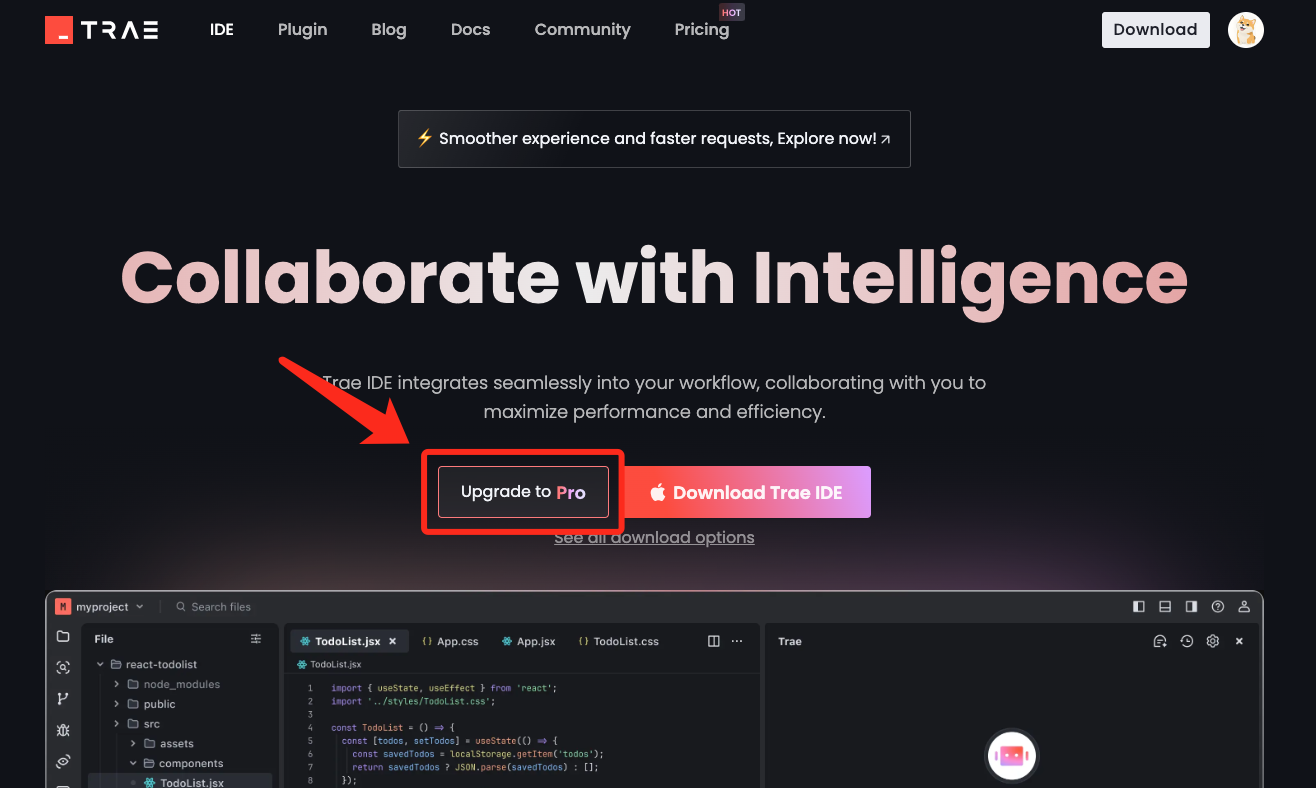 TRAE
IDE
Plugin
Blog
Docs
Community
Pricing
HOT
Download
⚡ Smoother experience and faster requests, Explore now!
Collaborate with Intelligence
Trae IDE integrates seamlessly into your workflow, collaborating with you to
maximize performance and efficiency.
Upgrade to Pro
Download Trae IDE
See all download options
M
myproject
Search files
File
react-todolist
node_modules
public
src
assets
components
TodoList.jsx
TodoList.jsx
App.css
App.jsx
TodoList.css
TodoList.jsx
1 import { useState, useEffect } from 'react';
2 import '../styles/TodoList.css';
3
4 const TodoList = () => {
5 const [todos, setTodos] = useState(() => {
6 const savedTodos = localStorage.getItem('todos');
7 return savedTodos ? JSON.parse(savedTodos) : [];
8 });
Trae